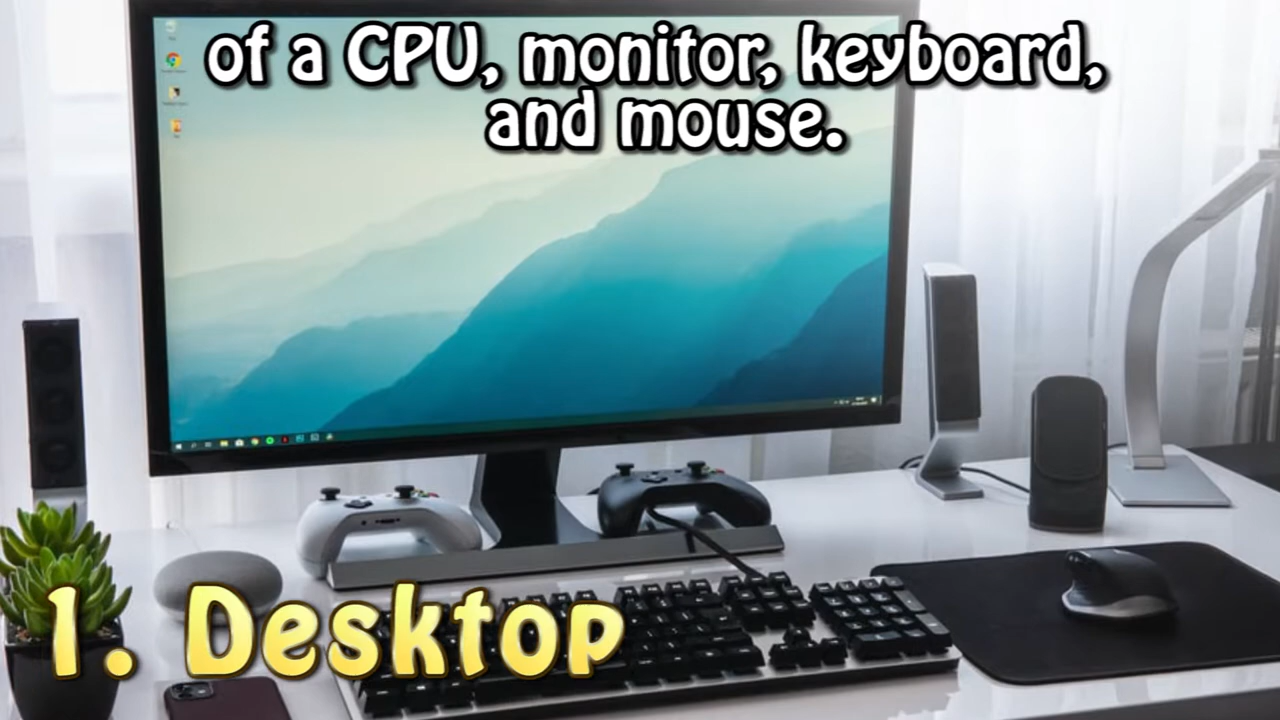 of a CPU, monitor, keyboard,
and mouse.
1. Desktop